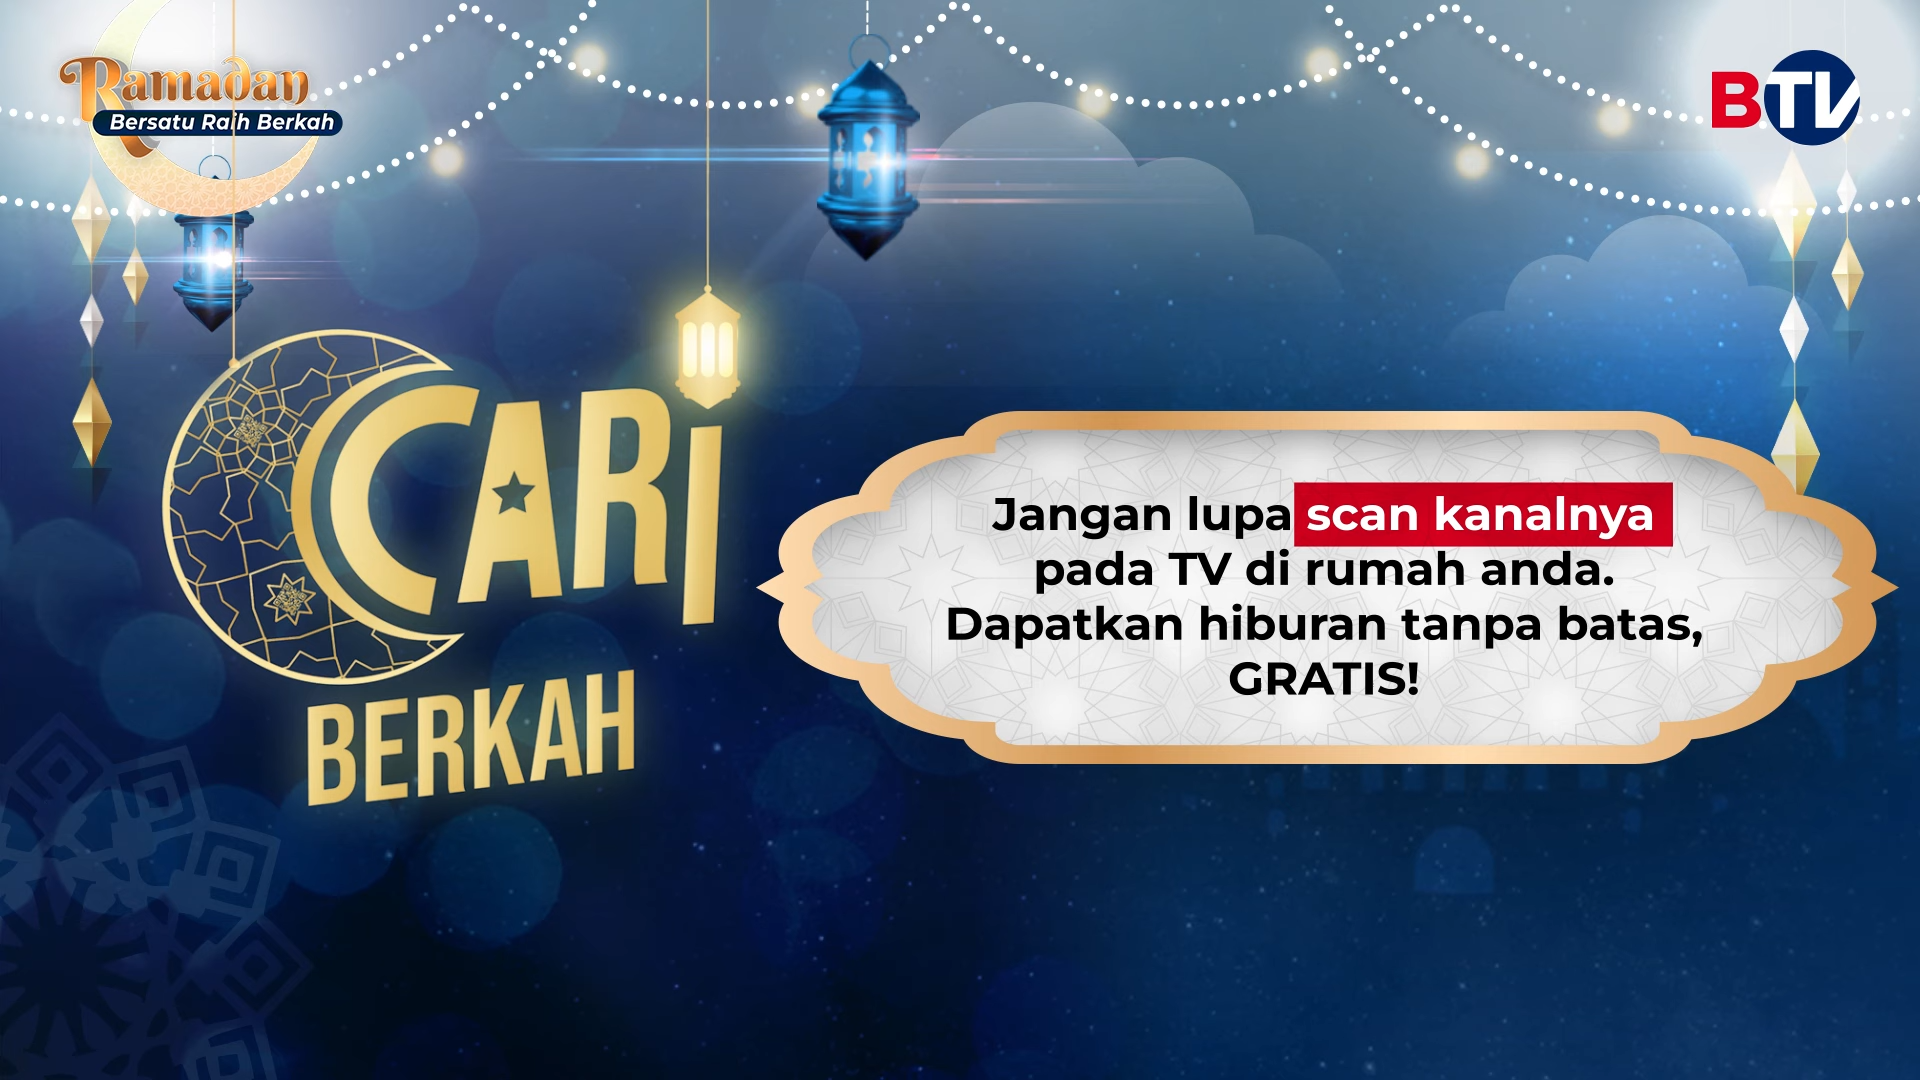 Ramadan
Bersatu Raih Berkah
BTV
CARI
BERKAH
Jangan lupa scan kanalnya
pada TV di rumah anda.
Dapatkan hiburan tanpa batas,
GRATIS!